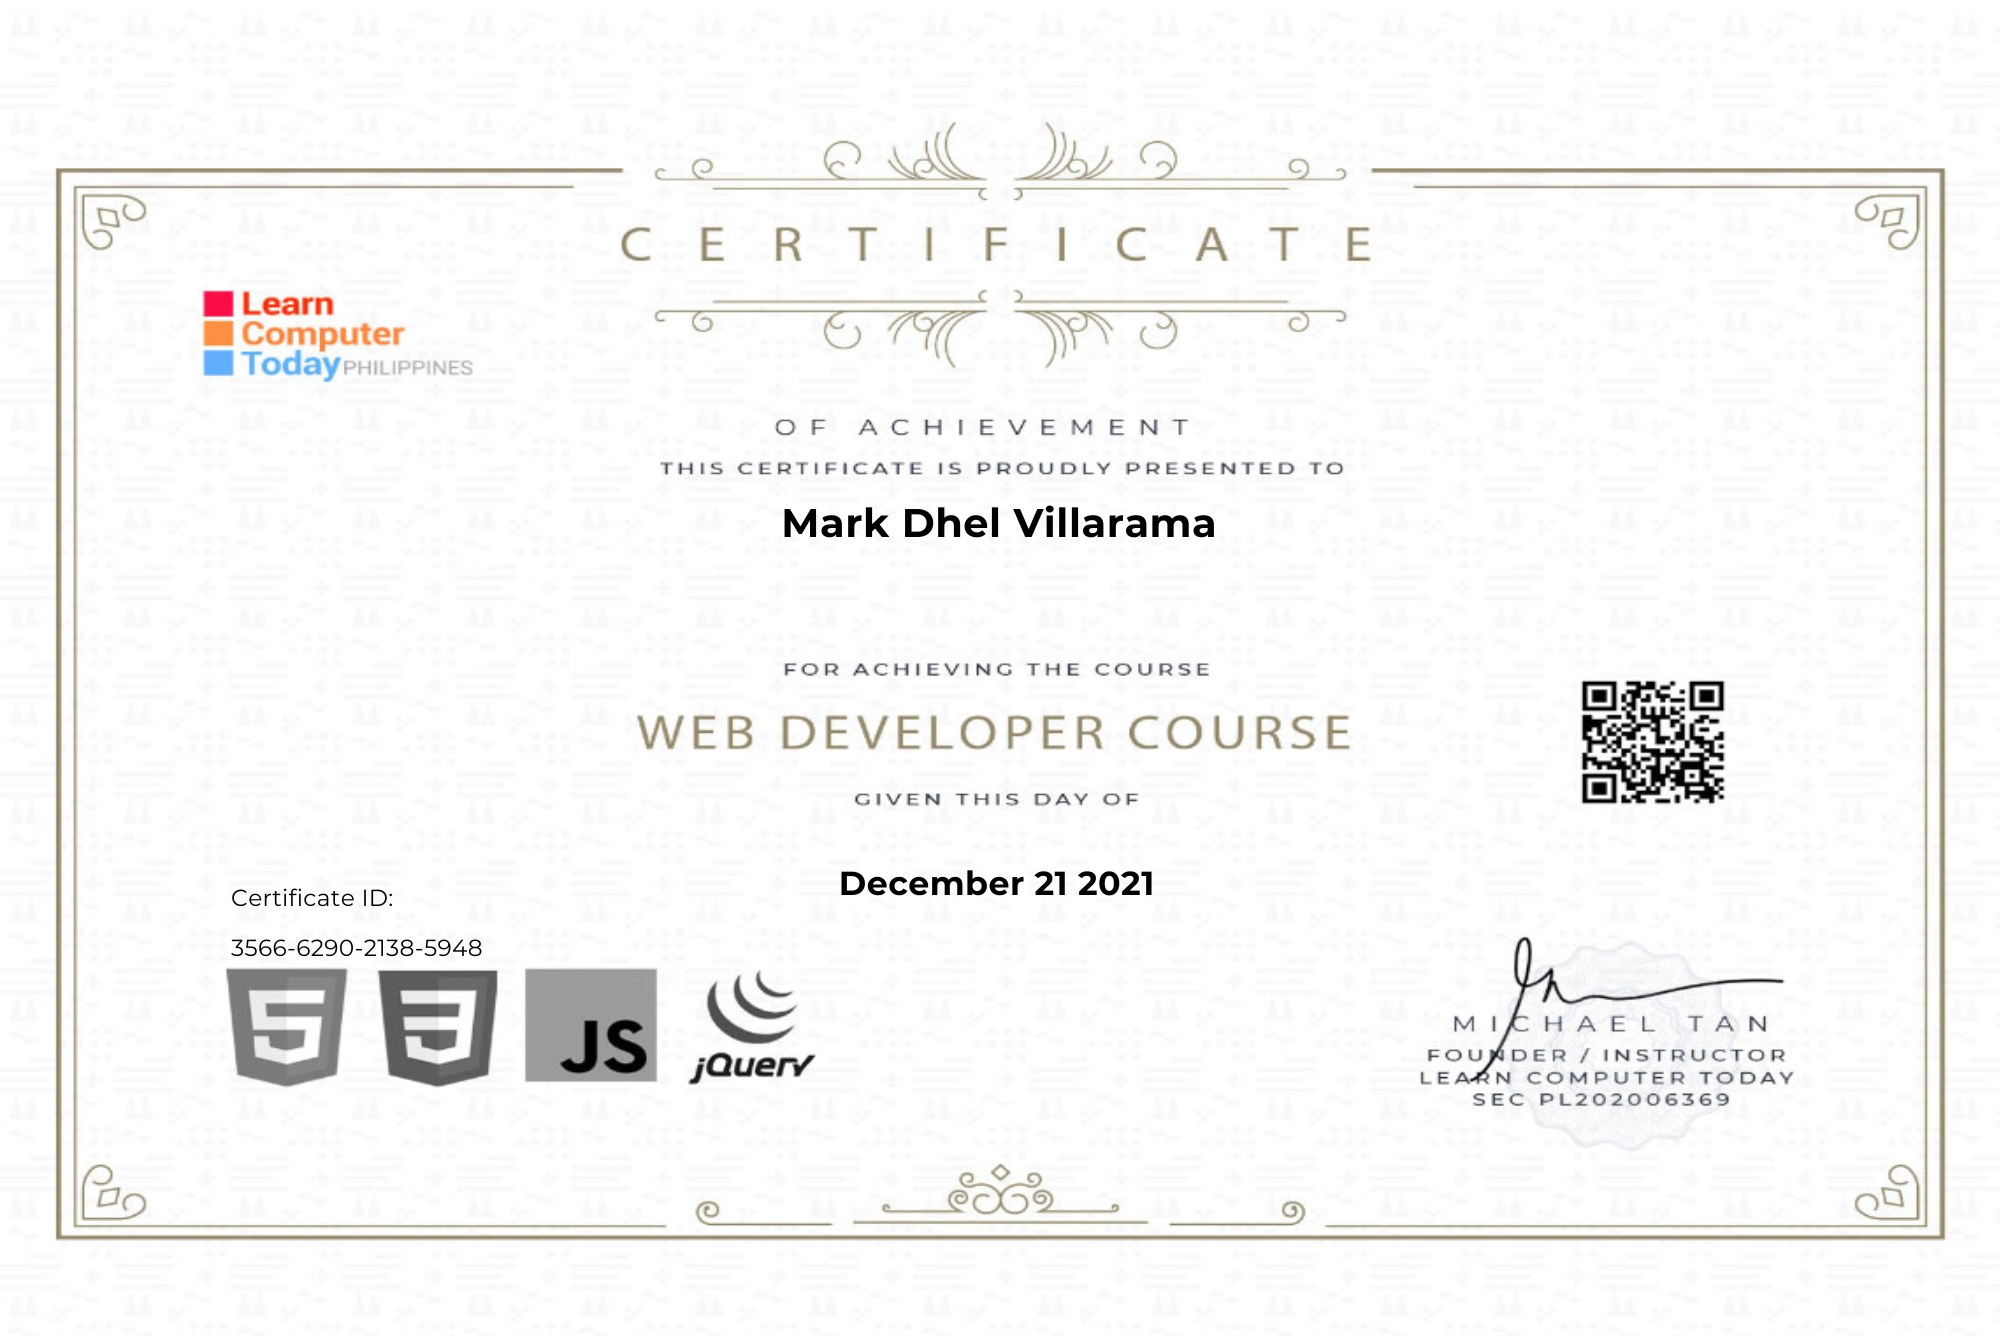 CERTIFICATE
Learn
Computer
Today PHILIPPINES
OF ACHIEVEMENT
THIS CERTIFICATE IS PROUDLY PRESENTED TO
Mark Dhel Villarama
FOR ACHIEVING THE COURSE
WEB DEVELOPER COURSE
GIVEN THIS DAY OF
December 21 2021
Certificate ID:
3566-6290-2138-5948
5
3
JS
jQuery
MICHAEL TAN
FOUNDER / INSTRUCTOR
LEARN COMPUTER TODAY
SEC PL202006369